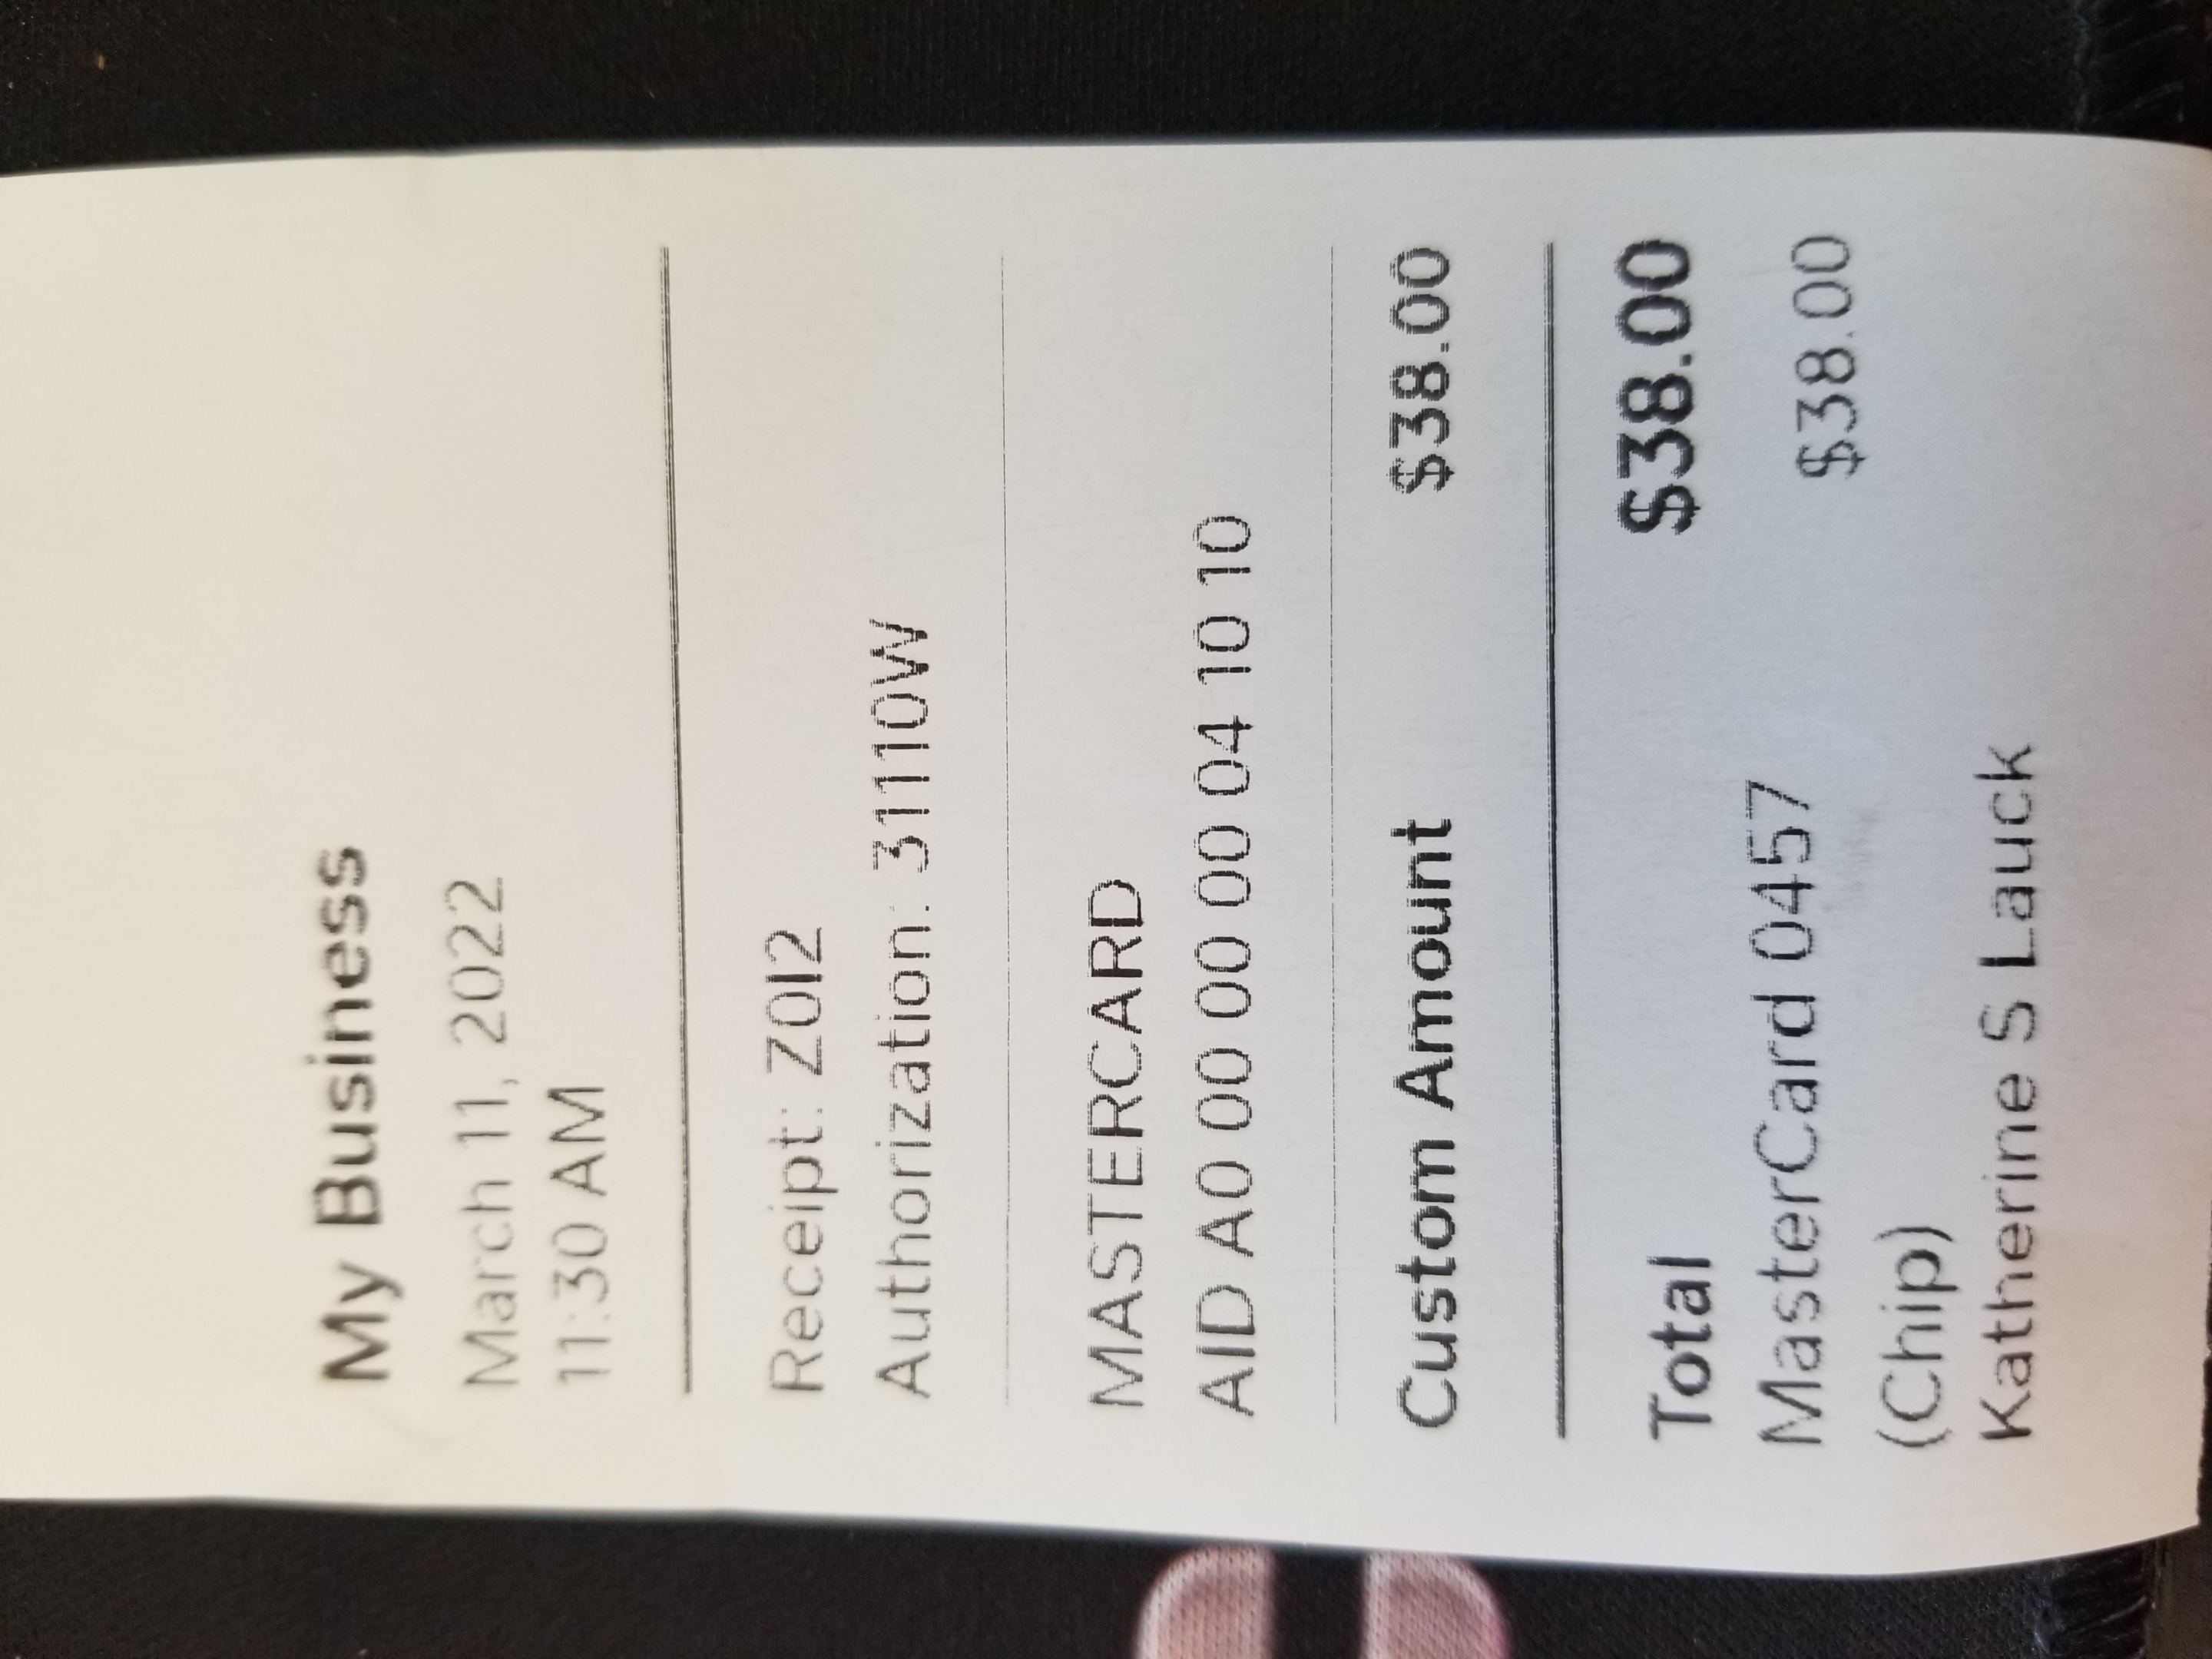 My Business
March 11, 2022
11:30 AM
Receipt: Z0I2
Authorization: 31110W
MASTERCARD
AID A0 00 00 00 04 10 10
Custom Amount $38.00
Total $38.00
MasterCard 0457 $38.00
(Chip)
Katherine S Lauck